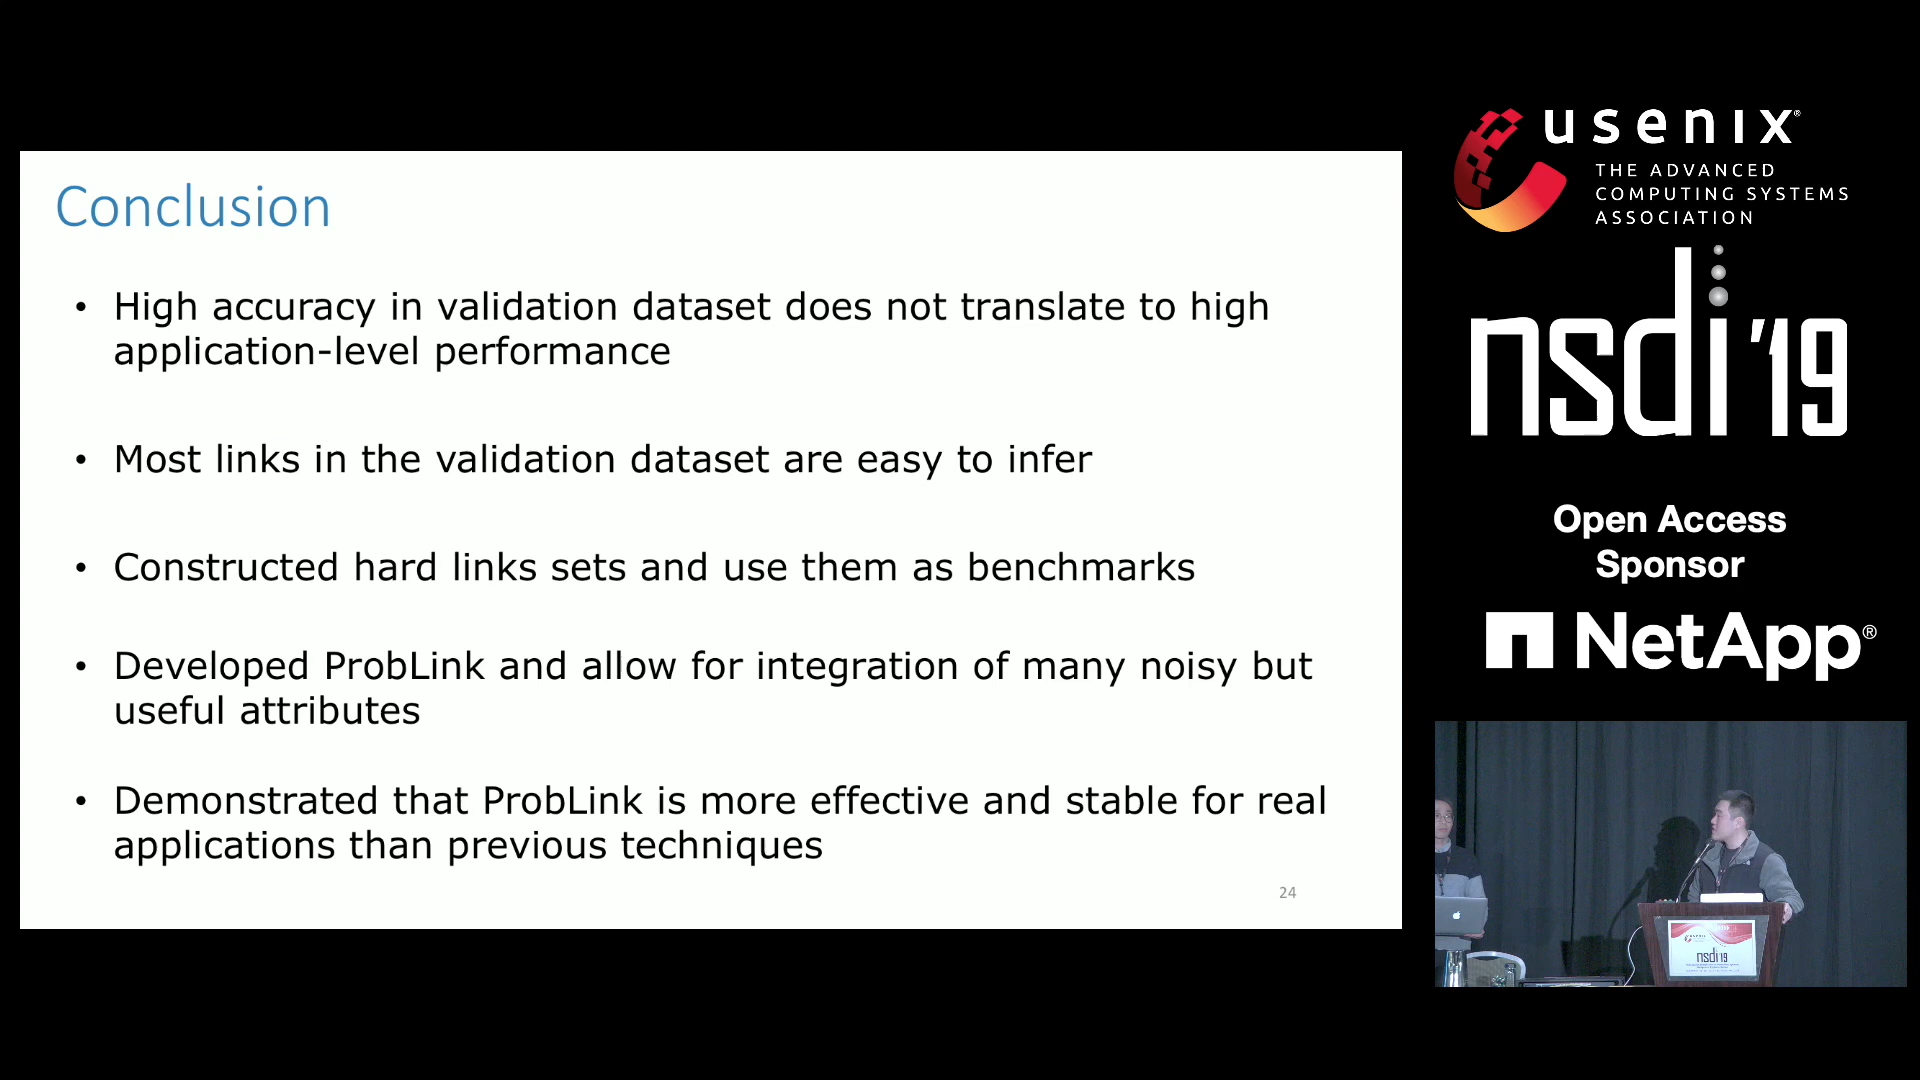 Conclusion
• High accuracy in validation dataset does not translate to high
application-level performance
• Most links in the validation dataset are easy to infer
• Constructed hard links sets and use them as benchmarks
• Developed ProbLink and allow for integration of many noisy but
useful attributes
• Demonstrated that ProbLink is more effective and stable for real
applications than previous techniques
24
usenix®
THE ADVANCED
COMPUTING SYSTEMS
ASSOCIATION
nsdi '19
Open Access
Sponsor
NetApp®
usenix
nsdi 19